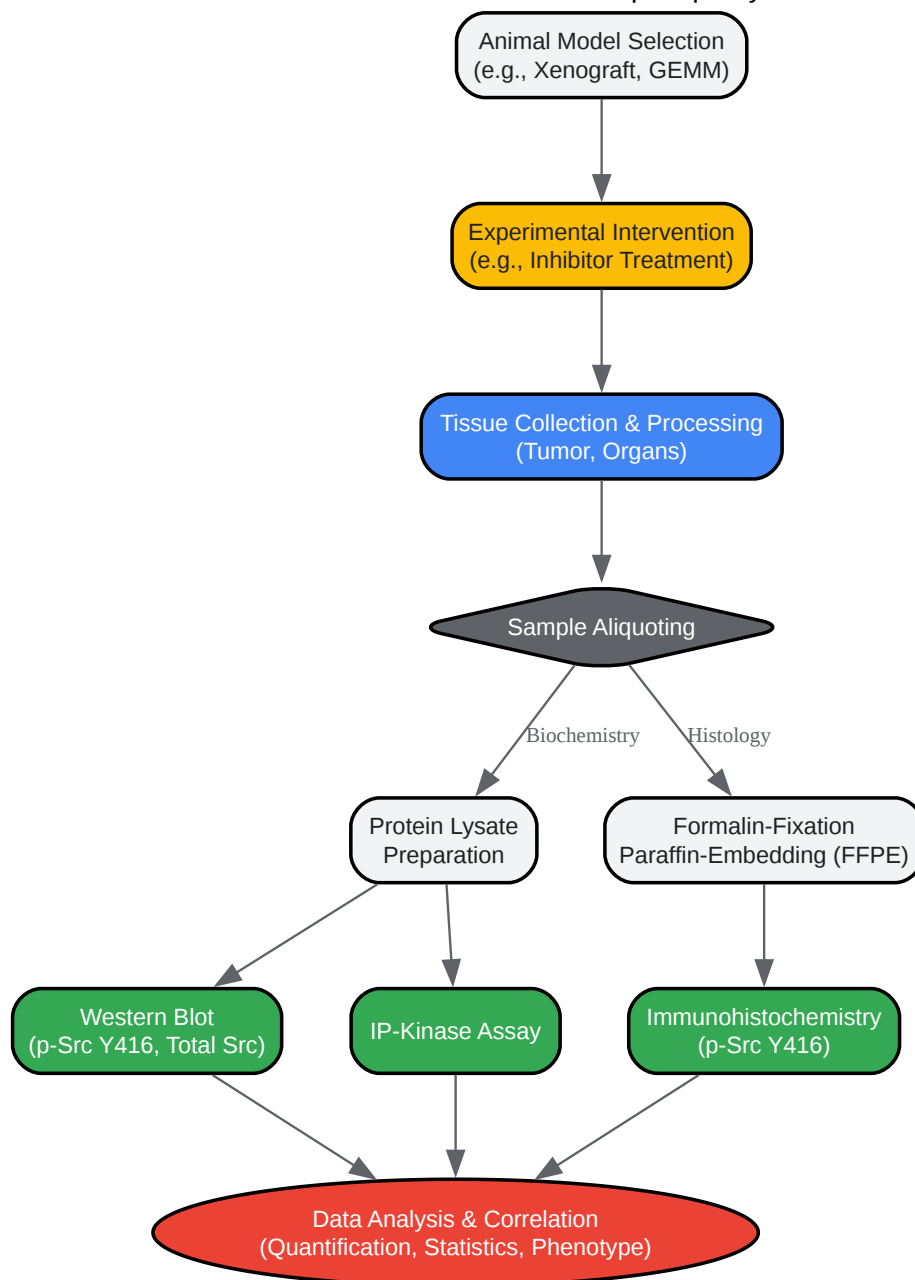 Animal Model Selection
(e.g., Xenograft, GEMM)
Experimental Intervention
(e.g., Inhibitor Treatment)
Tissue Collection & Processing
(Tumor, Organs)
Sample Aliquoting
Biochemistry
Histology
Protein Lysate
Preparation
Formalin-Fixation
Paraffin-Embedding (FFPE)
Western Blot
(p-Src Y416, Total Src)
IP-Kinase Assay
Immunohistochemistry
(p-Src Y416)
Data Analysis & Correlation
(Quantification, Statistics, Phenotype)